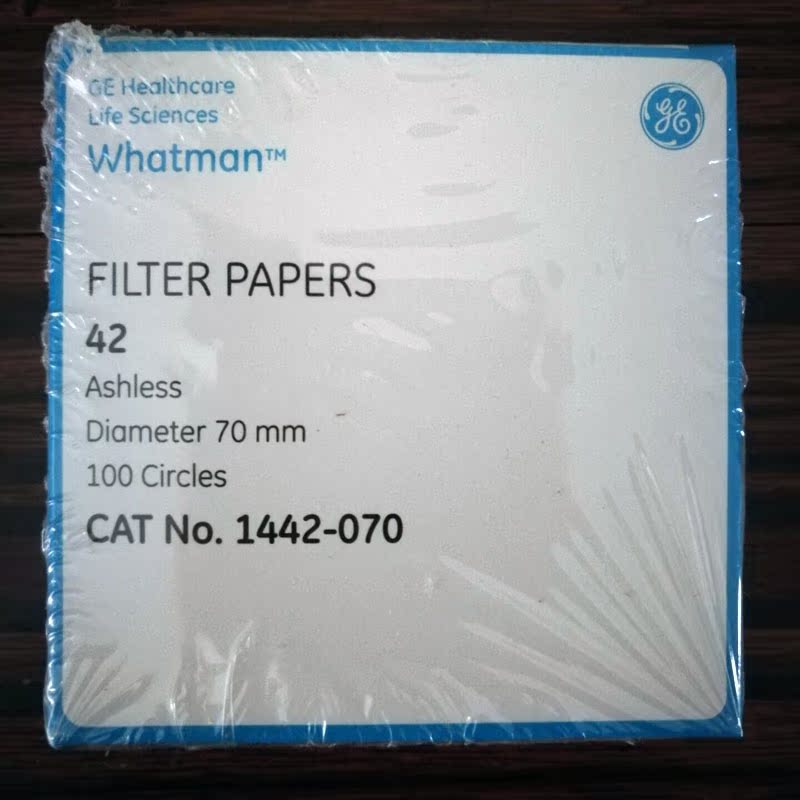 GE Healthcare
Life Sciences
Whatman™
GE
FILTER PAPERS
42
Ashless
Diameter 70 mm
100 Circles
CAT No. 1442-070